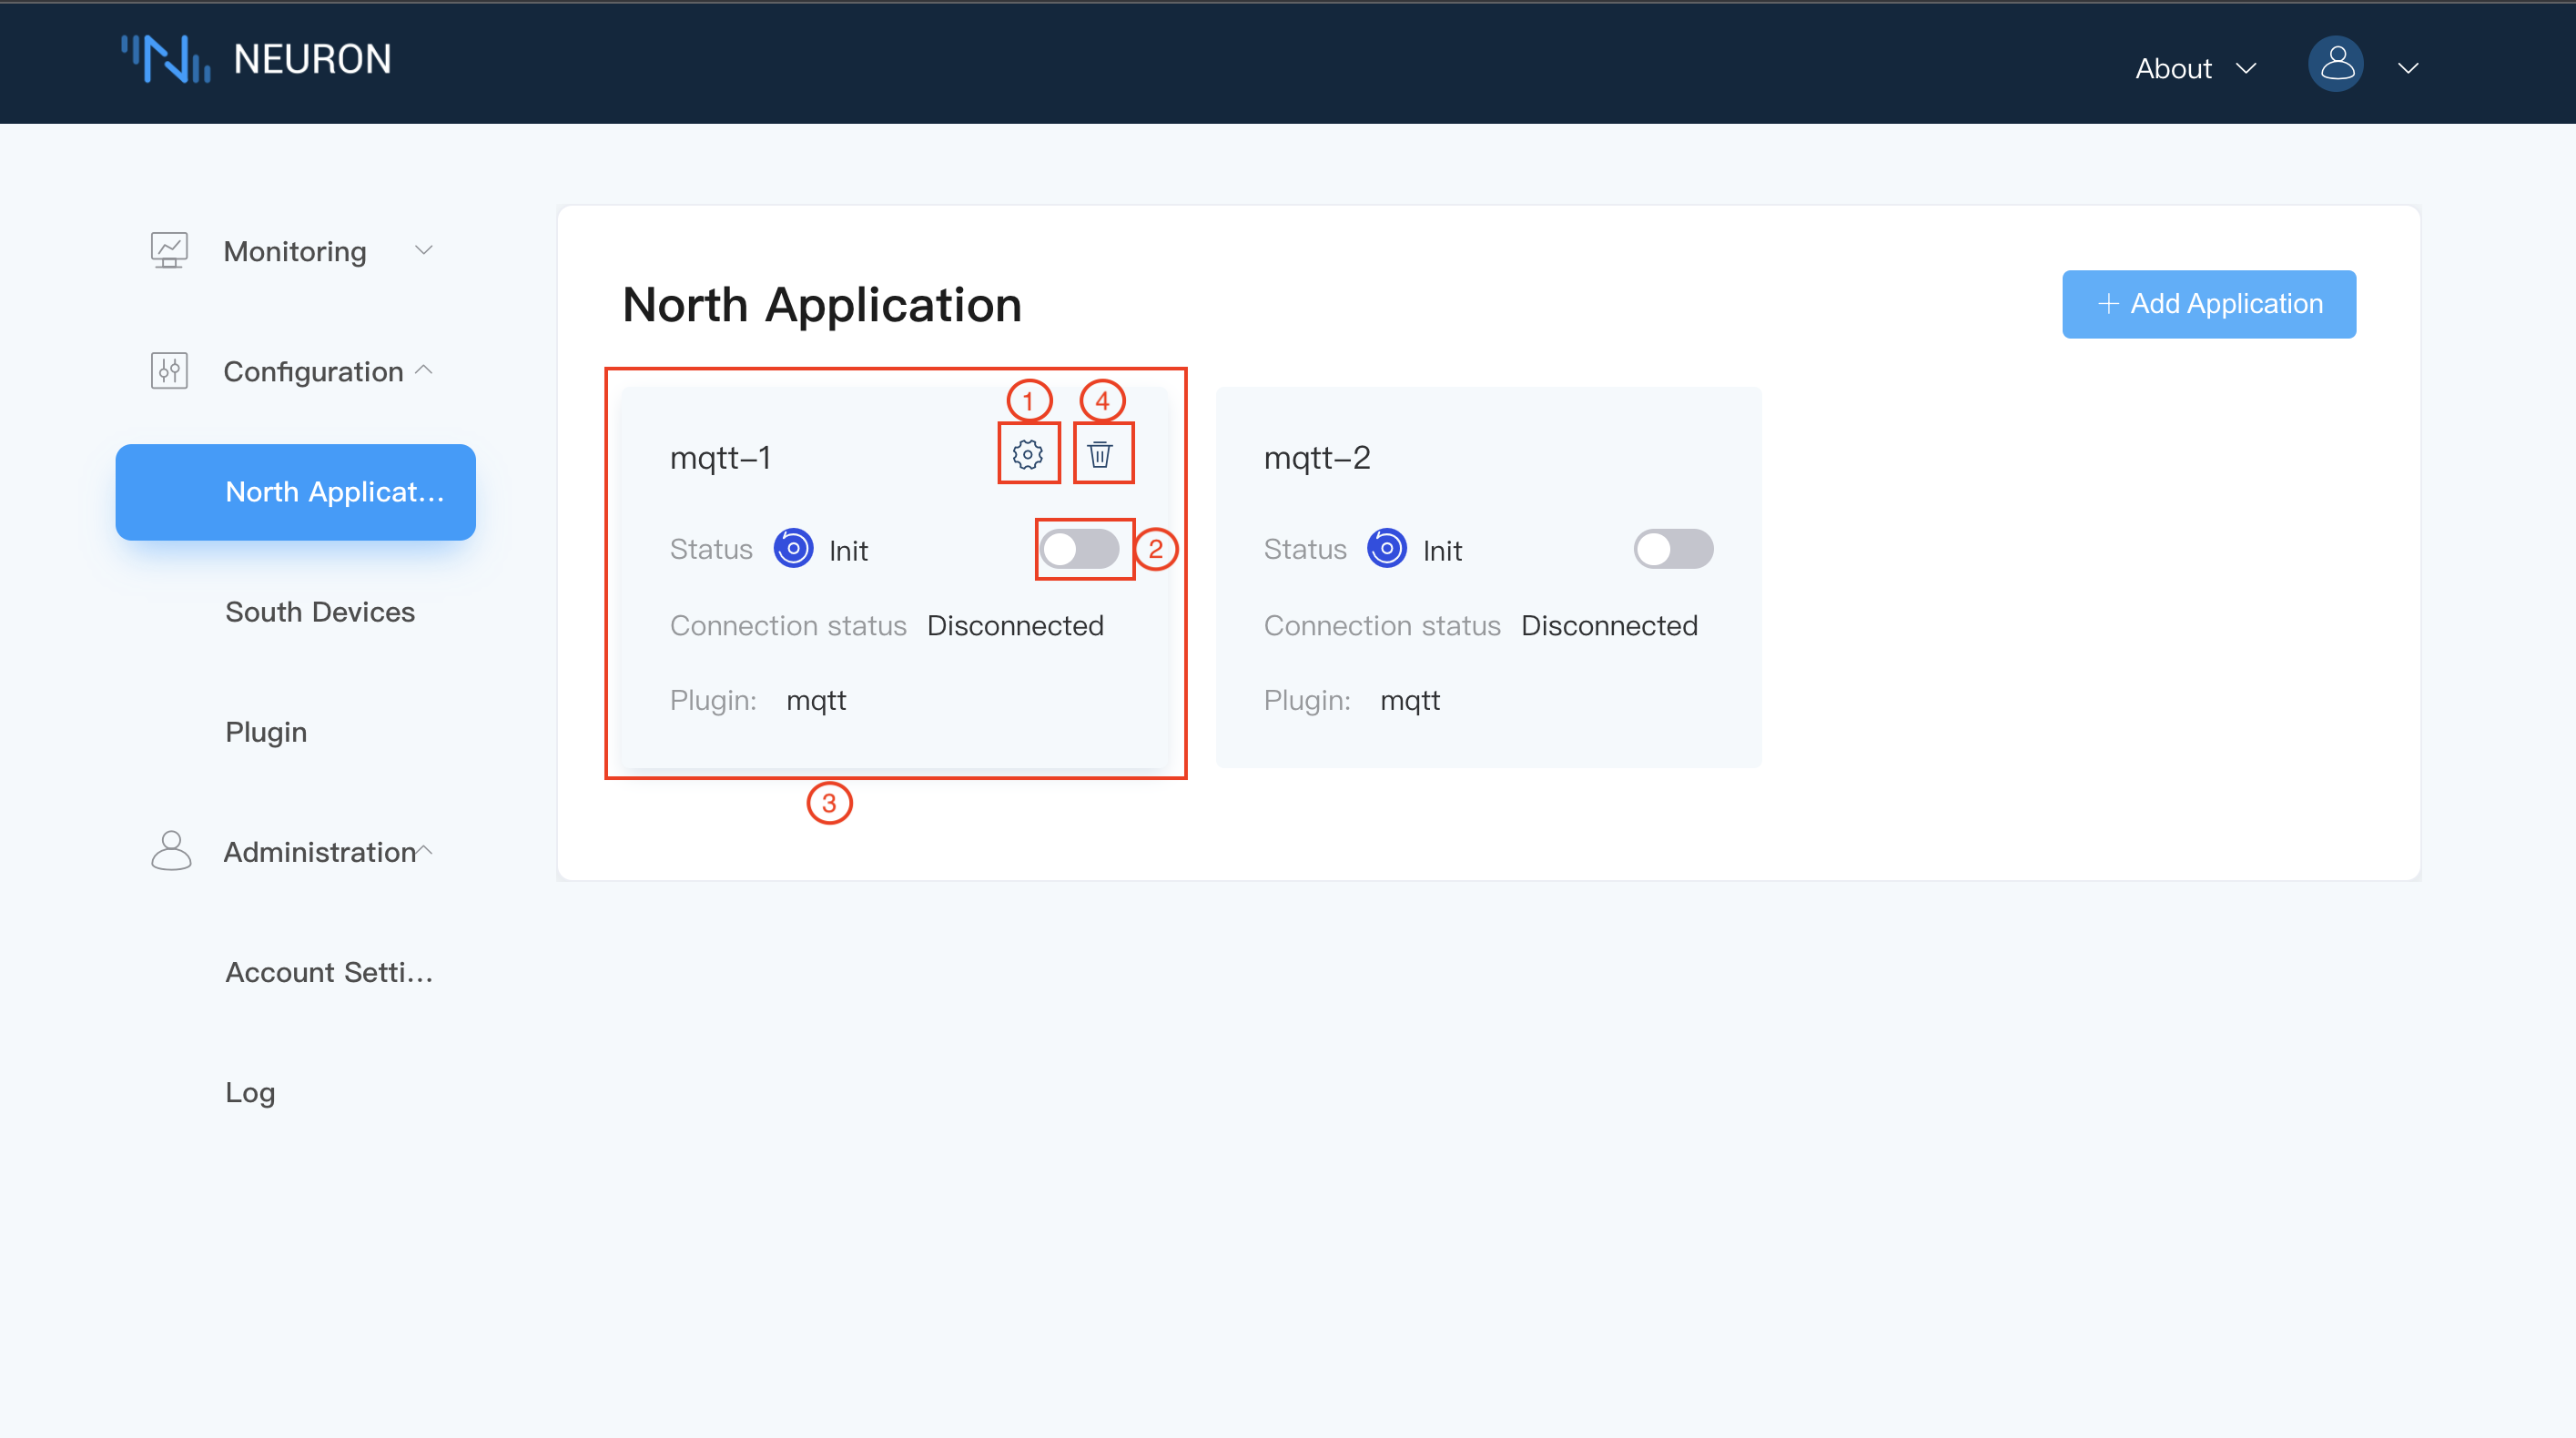 NEURON
About
Monitoring
Configuration
North Applicat...
South Devices
Plugin
Administration
Account Setti...
Log
North Application
+ Add Application
1
4
mqtt-1
Status Init
2
Connection status Disconnected
Plugin: mqtt
3
mqtt-2
Status Init
Connection status Disconnected
Plugin: mqtt